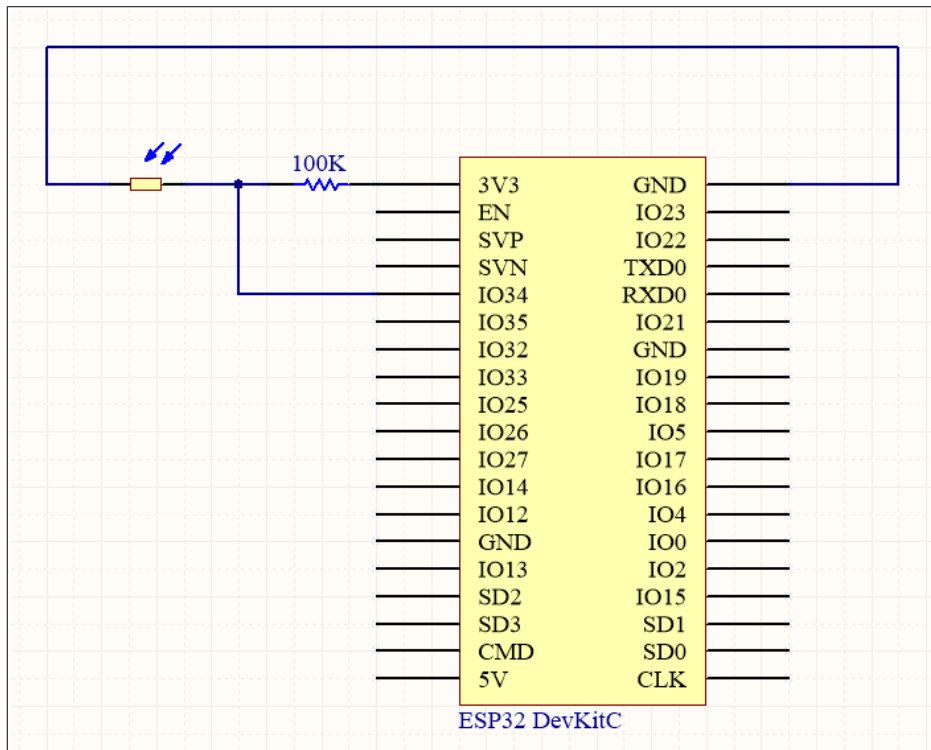 100K
3V3 GND
EN IO23
SVP IO22
SVN TXD0
IO34 RXD0
IO35 IO21
IO32 GND
IO33 IO19
IO25 IO18
IO26 IO5
IO27 IO17
IO14 IO16
IO12 IO4
GND IO0
IO13 IO2
SD2 IO15
SD3 SD1
CMD SD0
5V CLK
ESP32 DevKitC